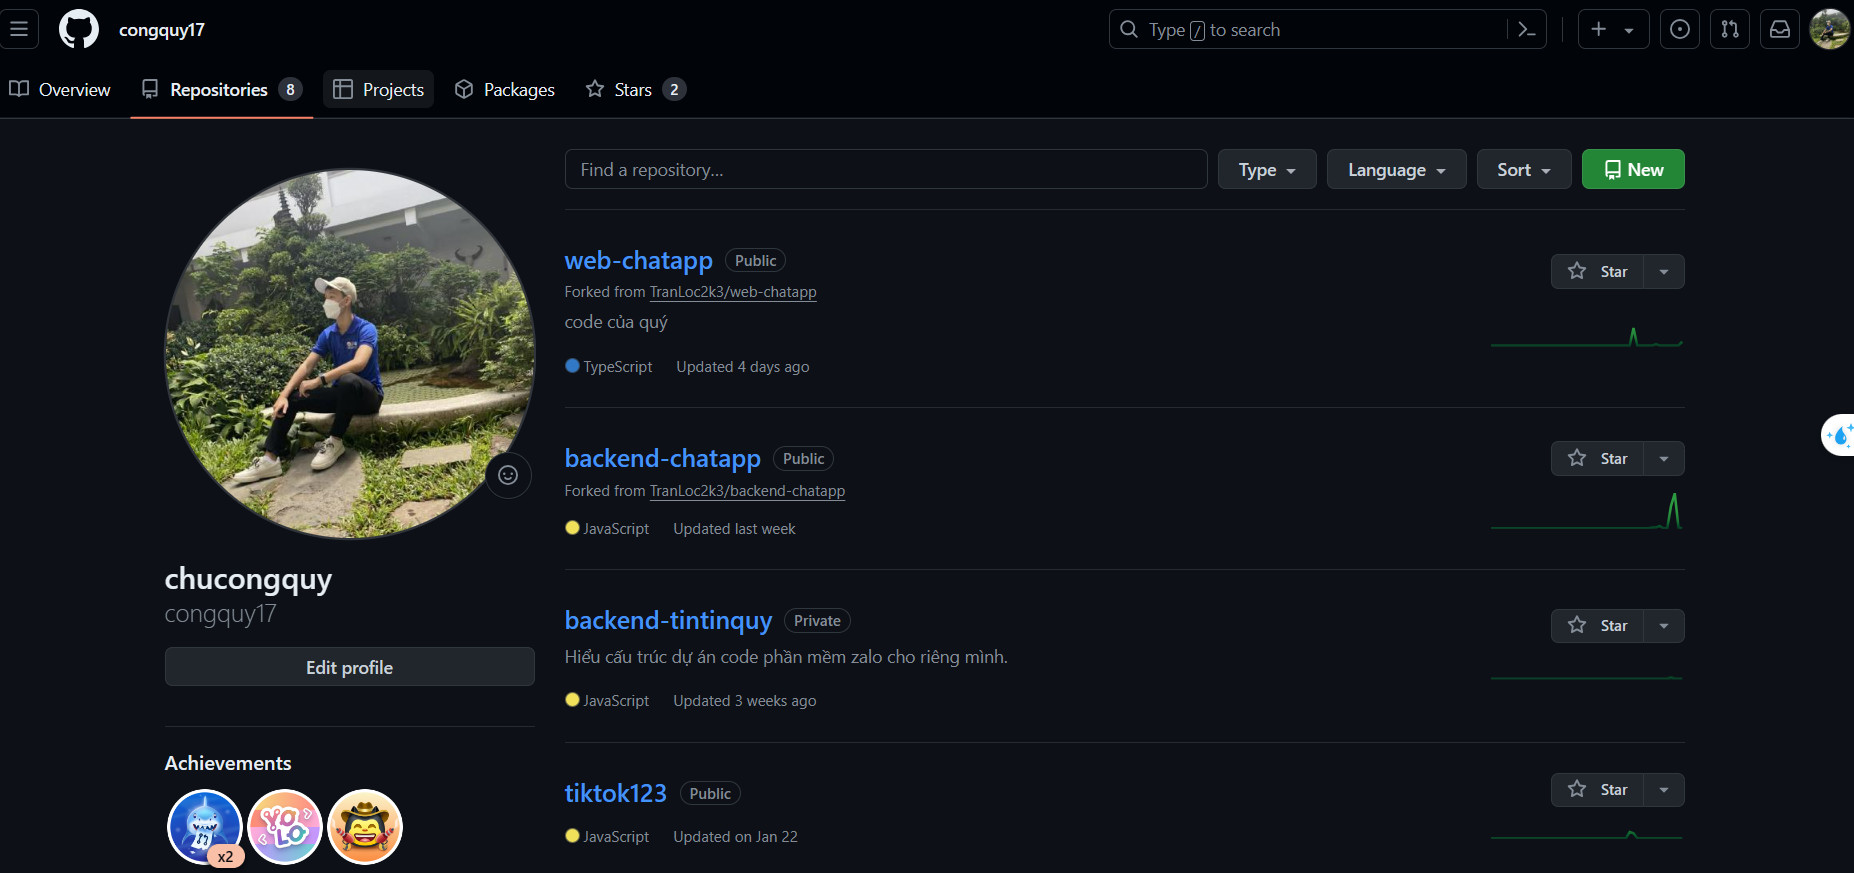 congquy17
Type / to search
Overview
Repositories 8
Projects
Packages
Stars 2
Find a repository...
Type
Language
Sort
New
web-chatapp Public
Star
Forked from TranLoc2k3/web-chatapp
code của quý
TypeScript Updated 4 days ago
backend-chatapp Public
Star
Forked from TranLoc2k3/backend-chatapp
JavaScript Updated last week
chucongquy
congquy17
Edit profile
backend-tintinquy Private
Star
Hiểu cấu trúc dự án code phần mềm zalo cho riêng mình.
JavaScript Updated 3 weeks ago
Achievements
x2
YOLO
tiktok123 Public
Star
JavaScript Updated on Jan 22